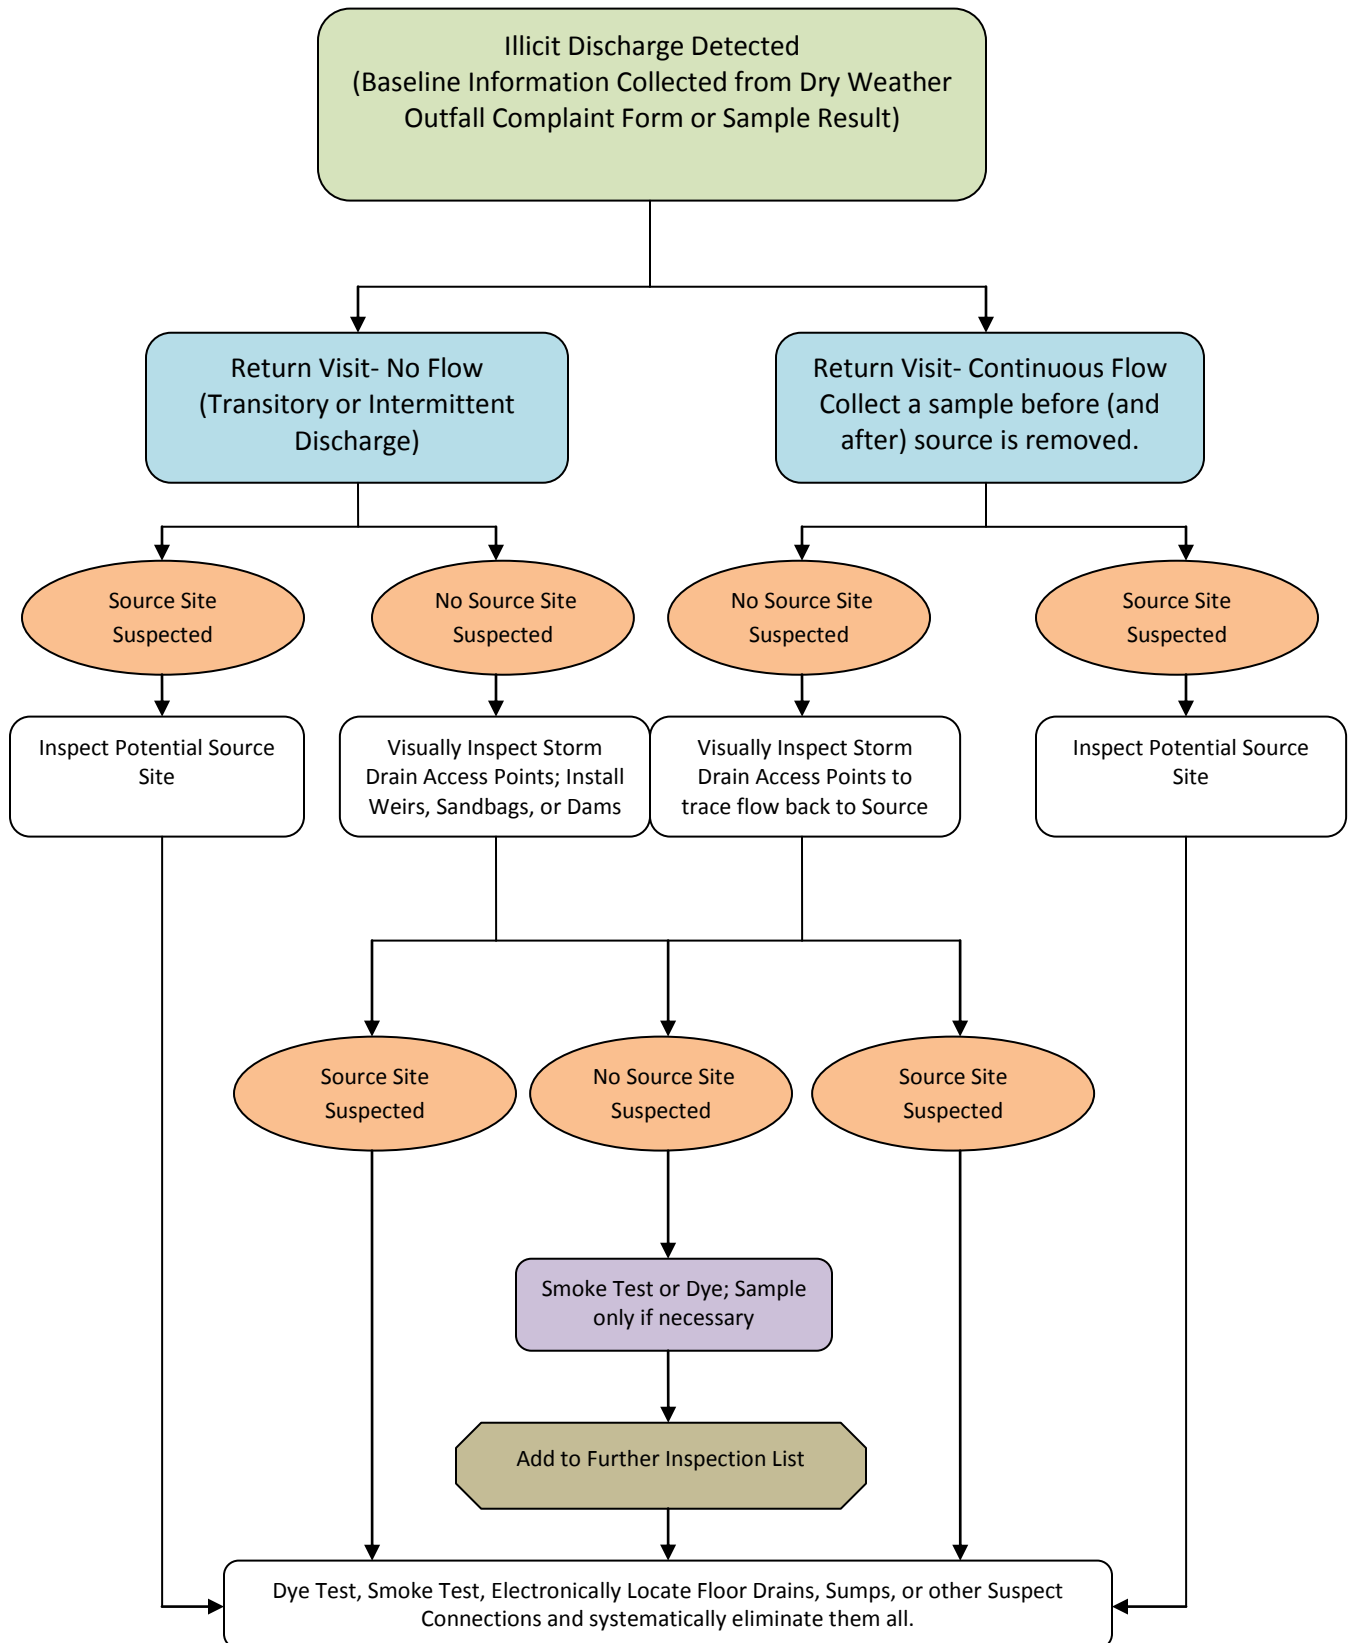 Illicit Discharge Detected
(Baseline Information Collected from Dry Weather
Outfall Complaint Form or Sample Result)
Return Visit- No Flow
(Transitory or Intermittent
Discharge)
Return Visit- Continuous Flow
Collect a sample before (and
after) source is removed.
Source Site
Suspected
No Source Site
Suspected
No Source Site
Suspected
Source Site
Suspected
Inspect Potential Source
Site
Visually Inspect Storm
Drain Access Points; Install
Weirs, Sandbags, or Dams
Visually Inspect Storm
Drain Access Points to
trace flow back to Source
Inspect Potential Source
Site
Source Site
Suspected
No Source Site
Suspected
Source Site
Suspected
Smoke Test or Dye; Sample
only if necessary
Add to Further Inspection List
Dye Test, Smoke Test, Electronically Locate Floor Drains, Sumps, or other Suspect
Connections and systematically eliminate them all.